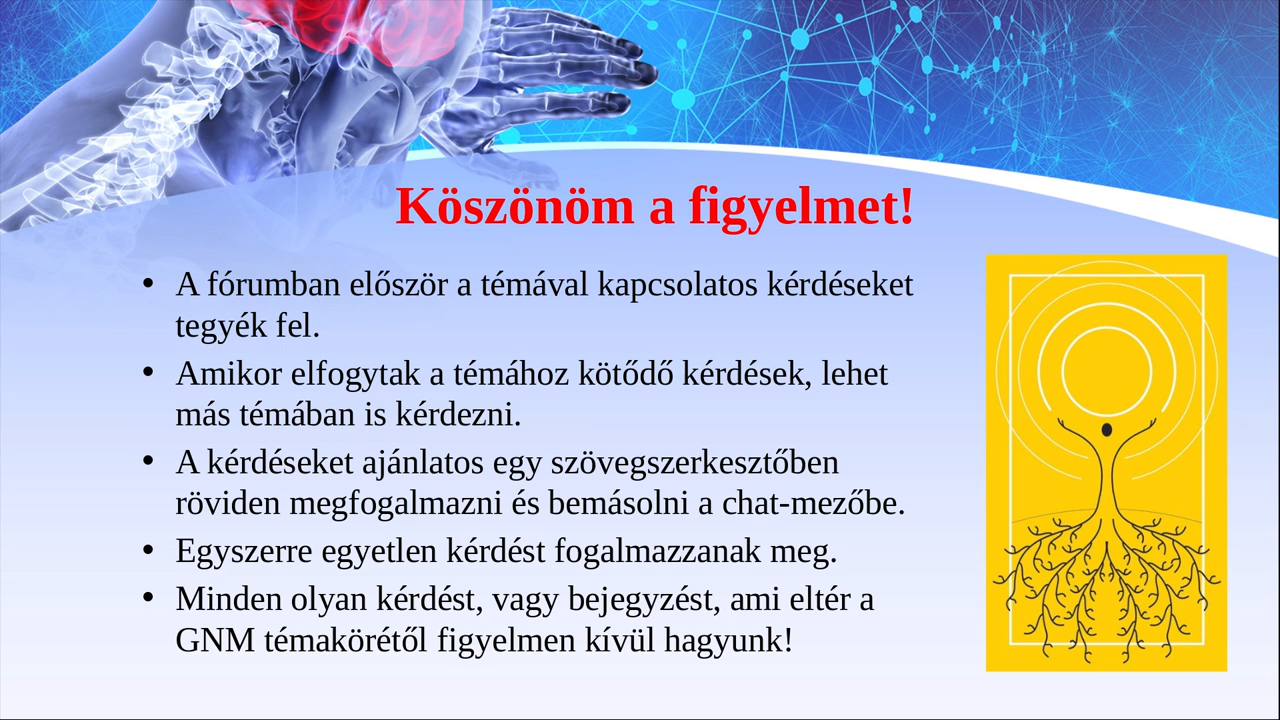 Köszönöm a figyelmet!
• A fórumban először a témával kapcsolatos kérdéseket
tegyék fel.
• Amikor elfogytak a témához kötődő kérdések, lehet
más témában is kérdezni.
• A kérdéseket ajánlatos egy szövegszerkesztőben
röviden megfogalmazni és bemásolni a chat-mezőbe.
• Egyszerre egyetlen kérdést fogalmazzanak meg.
• Minden olyan kérdést, vagy bejegyzést, ami eltér a
GNM témakörétől figyelmen kívül hagyunk!